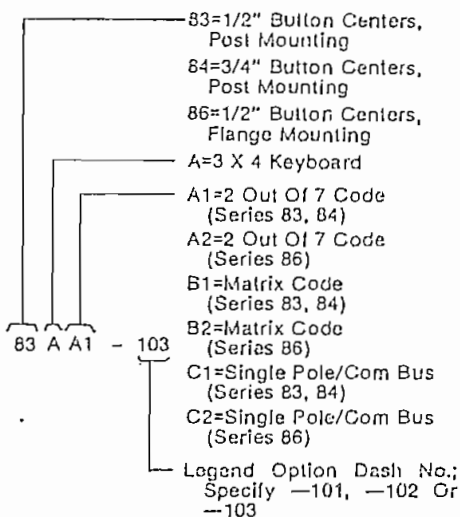 83=1/2" Button Centers,
Post Mounting
84=3/4" Button Centers,
Post Mounting
86=1/2" Button Centers,
Flange Mounting
A=3 X 4 Keyboard
A1=2 Out Of 7 Code
(Series 83, 84)
A2=2 Out Of 7 Code
(Series 86)
B1=Matrix Code
(Series 83, 84)
B2=Matrix Code
(Series 86)
83 A A1 - 103
C1=Single Pole/Com Bus
(Series 83, 84)
C2=Single Pole/Com Bus
(Series 86)
Legend Option Dash No.;
Specify —101, —102 Or
—103